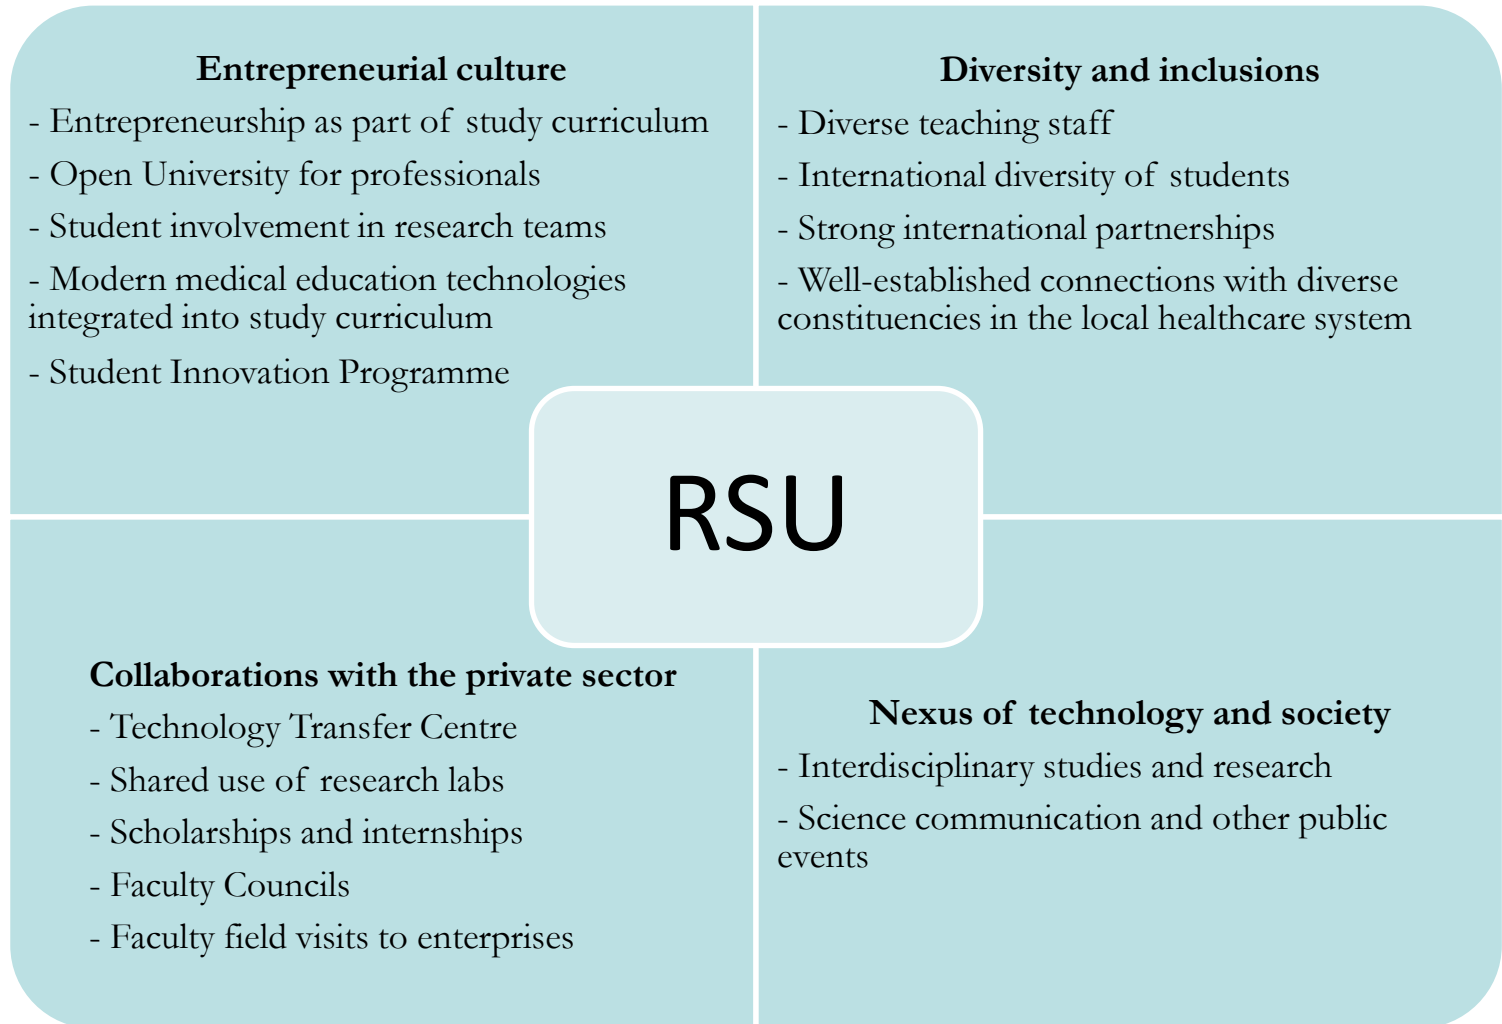 Entrepreneurial culture
- Entrepreneurship as part of study curriculum
- Open University for professionals
- Student involvement in research teams
- Modern medical education technologies
integrated into study curriculum
- Student Innovation Programme
Diversity and inclusions
- Diverse teaching staff
- International diversity of students
- Strong international partnerships
- Well-established connections with diverse
constituencies in the local healthcare system
RSU
Collaborations with the private sector
- Technology Transfer Centre
- Shared use of research labs
- Scholarships and internships
- Faculty Councils
- Faculty field visits to enterprises
Nexus of technology and society
- Interdisciplinary studies and research
- Science communication and other public
events